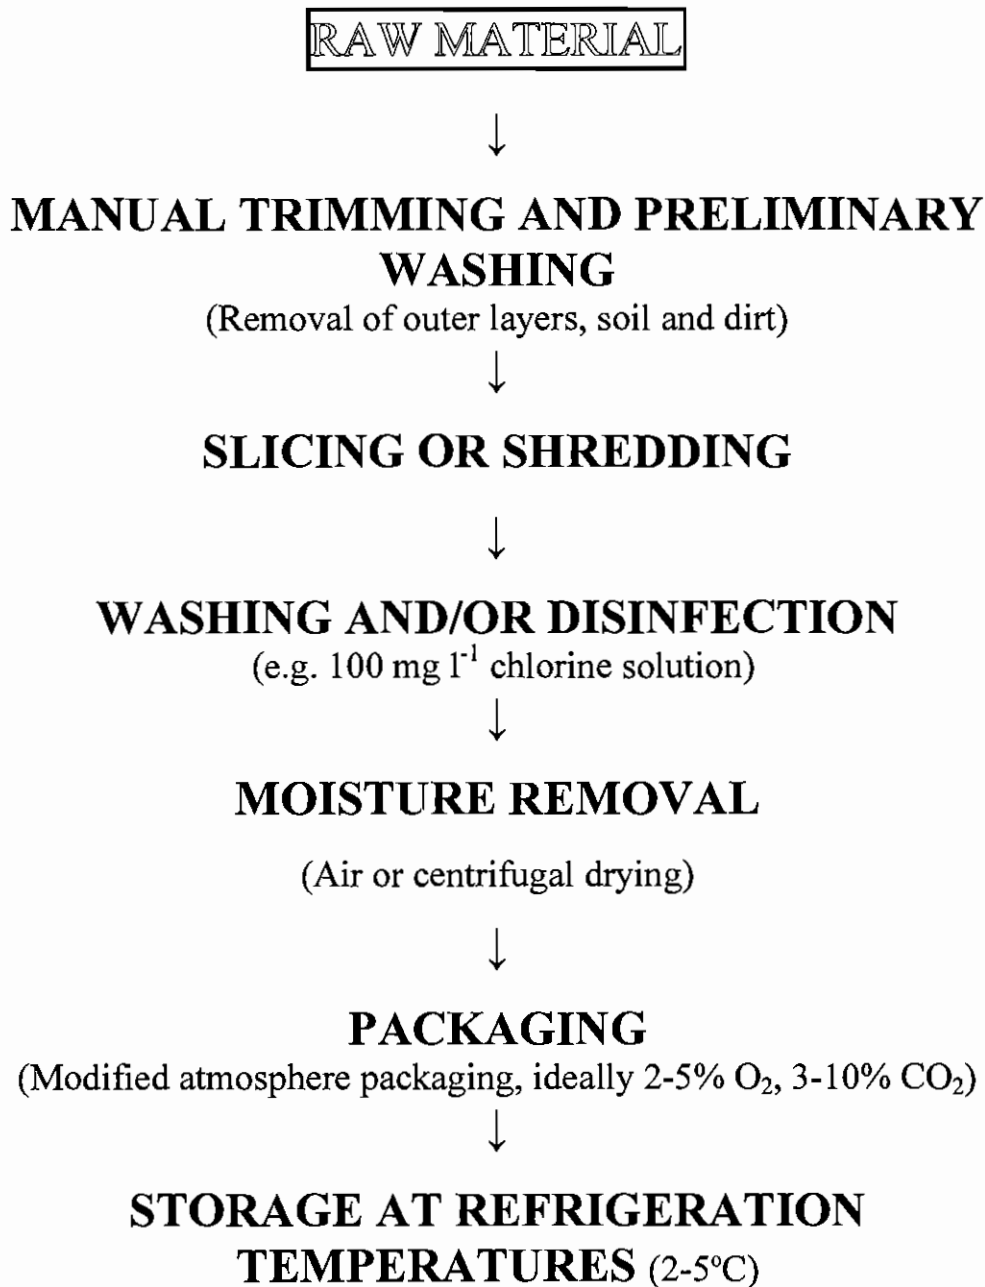 RAW MATERIAL
↓
MANUAL TRIMMING AND PRELIMINARY
WASHING
(Removal of outer layers, soil and dirt)
↓
SLICING OR SHREDDING
↓
WASHING AND/OR DISINFECTION
(e.g. 100 mg l⁻¹ chlorine solution)
↓
MOISTURE REMOVAL
(Air or centrifugal drying)
↓
PACKAGING
(Modified atmosphere packaging, ideally 2-5% O₂, 3-10% CO₂)
↓
STORAGE AT REFRIGERATION
TEMPERATURES (2-5ºC)